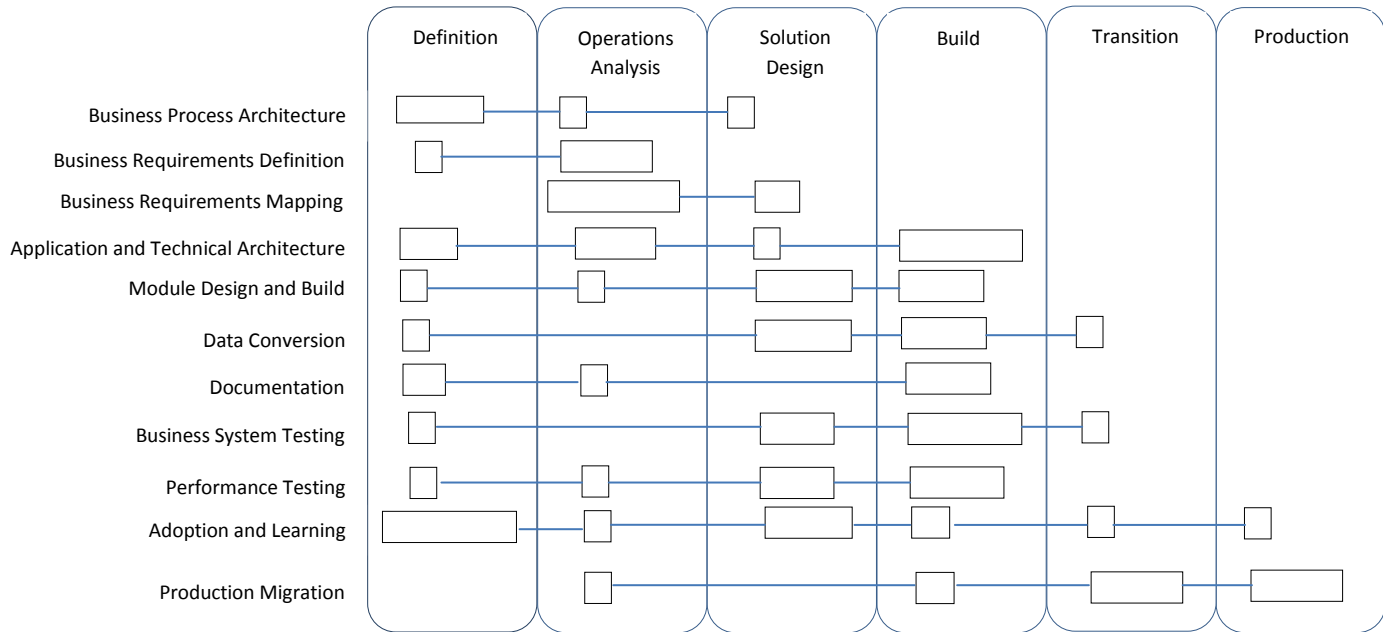 Definition
Operations
Analysis
Solution
Design
Build
Transition
Production
Business Process Architecture
Business Requirements Definition
Business Requirements Mapping
Application and Technical Architecture
Module Design and Build
Data Conversion
Documentation
Business System Testing
Performance Testing
Adoption and Learning
Production Migration